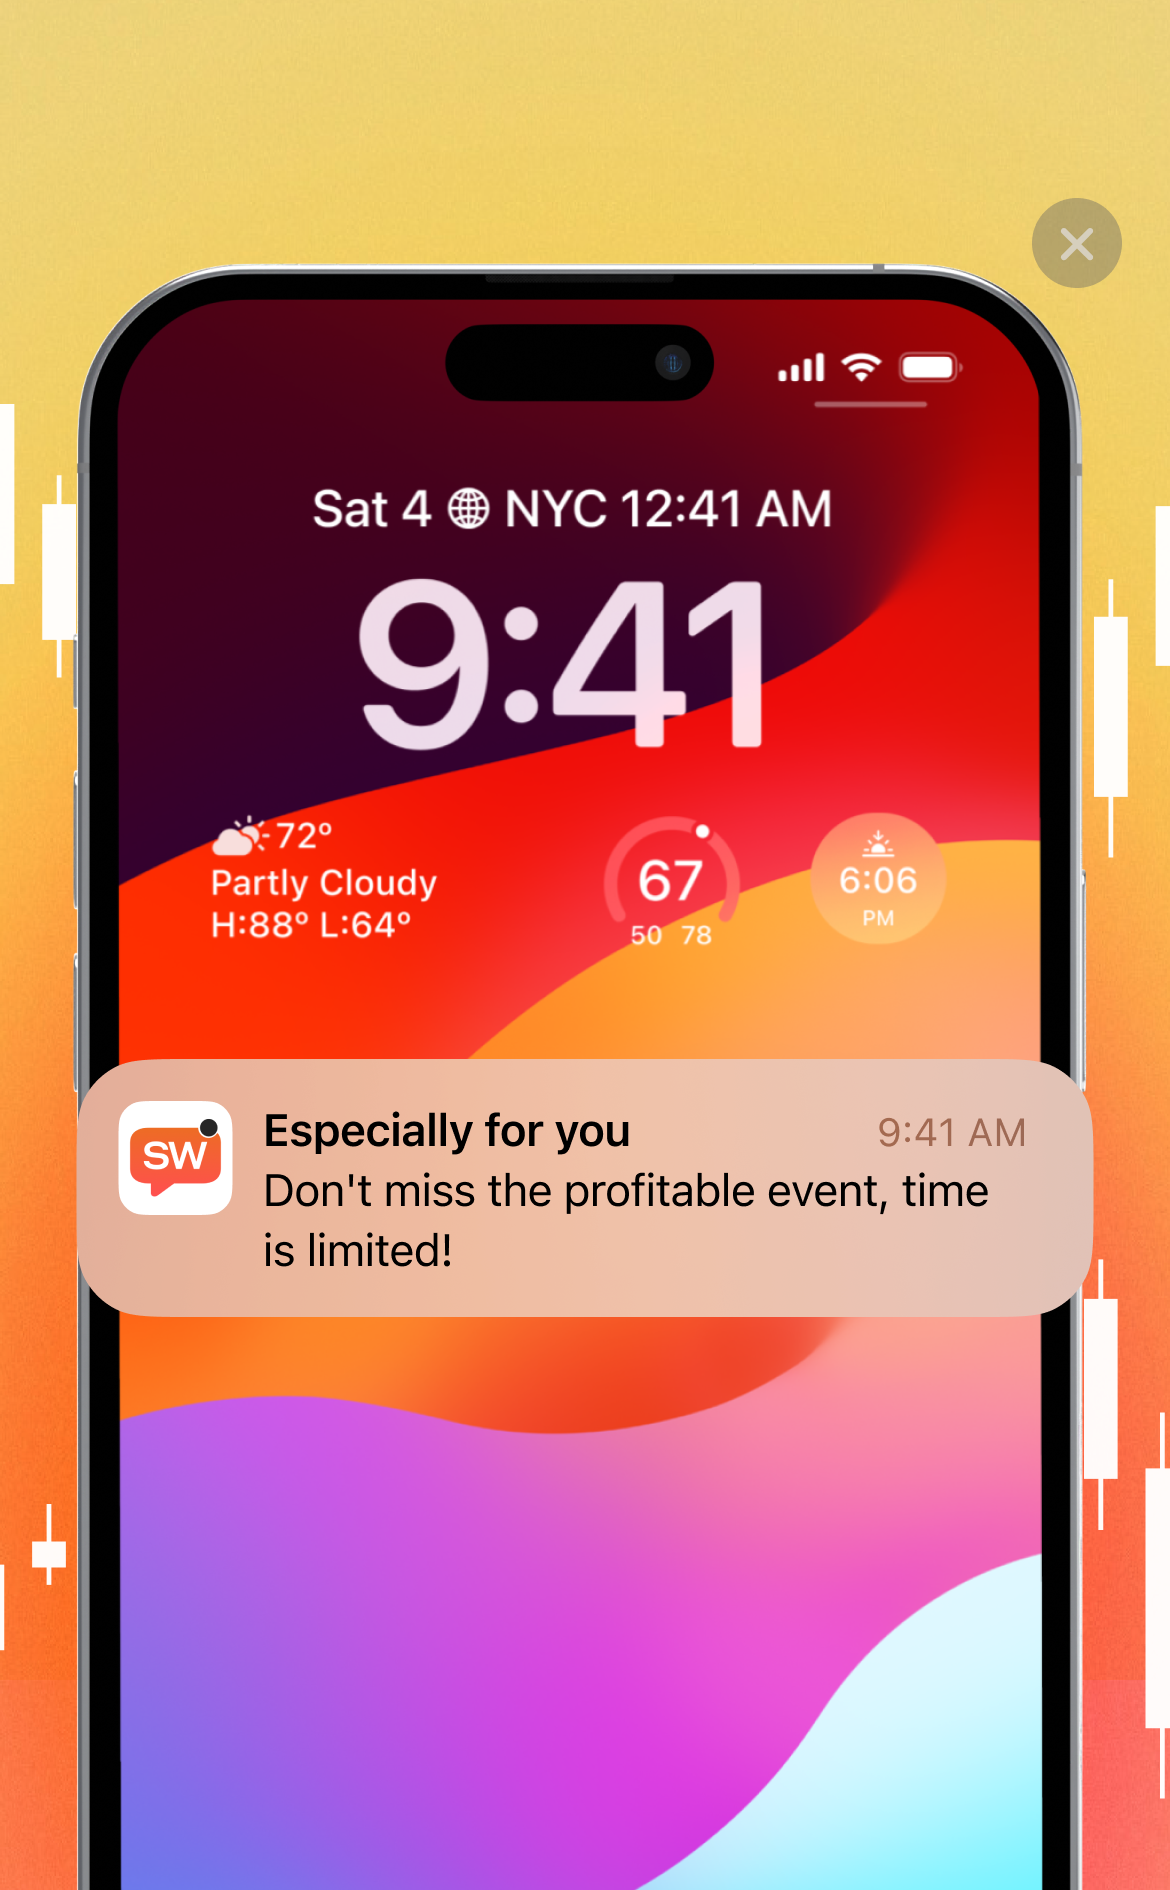 Sat 4 NYC 12:41 AM
9:41
72°
Partly Cloudy
H:88° L:64°
67
50 78
6:06
PM
SW
Especially for you 9:41 AM
Don't miss the profitable event, time
is limited!